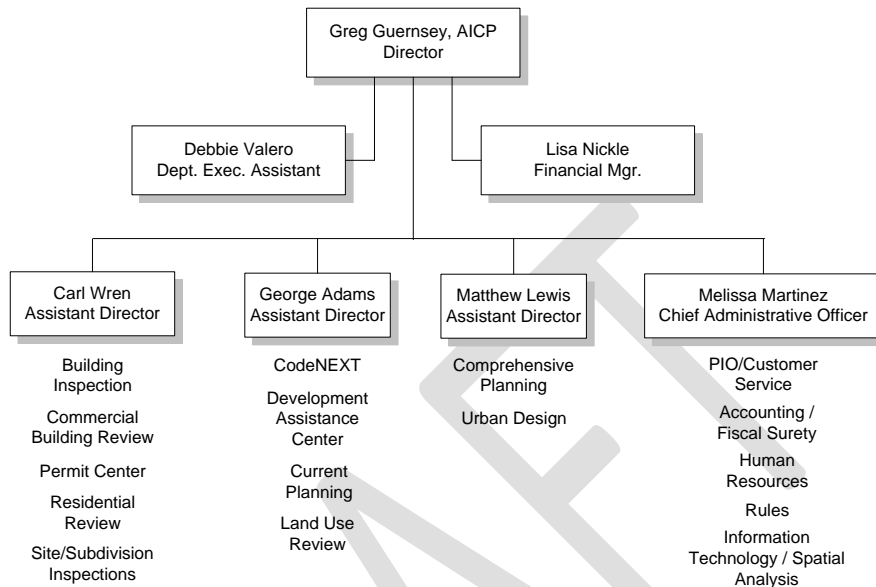 Greg Guernsey, AICP
Director
Debbie Valero
Dept. Exec. Assistant
Lisa Nickle
Financial Mgr.
Carl Wren
Assistant Director
George Adams
Assistant Director
Matthew Lewis
Assistant Director
Melissa Martinez
Chief Administrative Officer
Building
Inspection
Commercial
Building Review
Permit Center
Residential
Review
Site/Subdivision
Inspections
CodeNEXT
Development
Assistance
Center
Current
Planning
Land Use
Review
Comprehensive
Planning
Urban Design
PIO/Customer
Service
Accounting /
Fiscal Surety
Human
Resources
Rules
Information
Technology / Spatial
Analysis